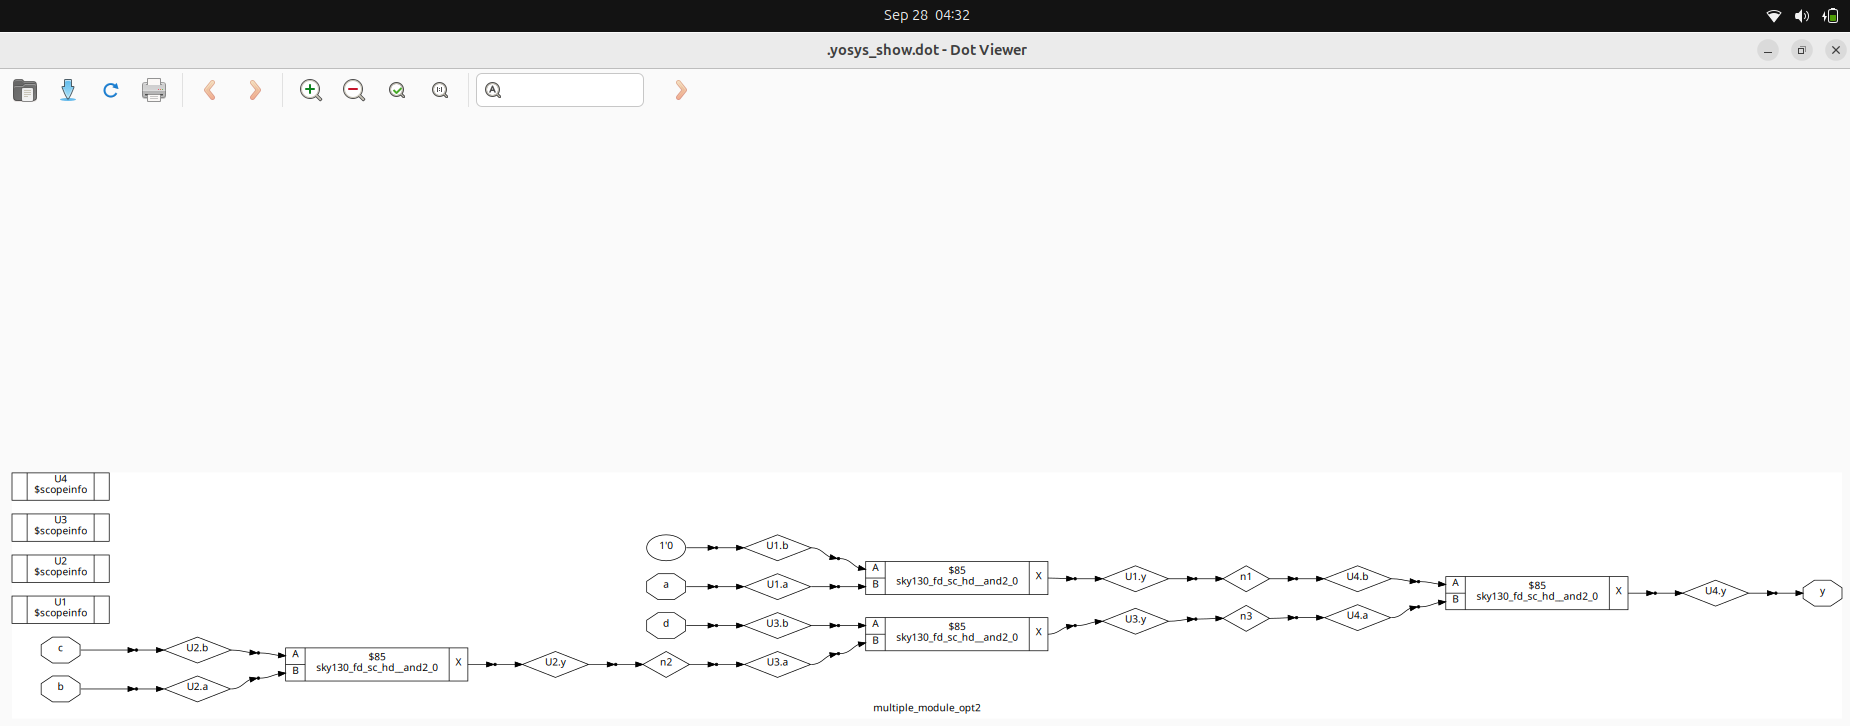 Sep 28 04:32
.yosys_show.dot - Dot Viewer
U4
$scopeinfo
U3
$scopeinfo
U2
$scopeinfo
U1
$scopeinfo
c
U2.b
b
U2.a
A
B
$85
sky130_fd_sc_hd__and2_0
X
U2.y
n2
1'0
U1.b
a
U1.a
d
U3.b
U3.a
A
B
$85
sky130_fd_sc_hd__and2_0
X
A
B
$85
sky130_fd_sc_hd__and2_0
X
U1.y
n1
U4.b
U3.y
n3
U4.a
A
B
$85
sky130_fd_sc_hd__and2_0
X
U4.y
y
multiple_module_opt2